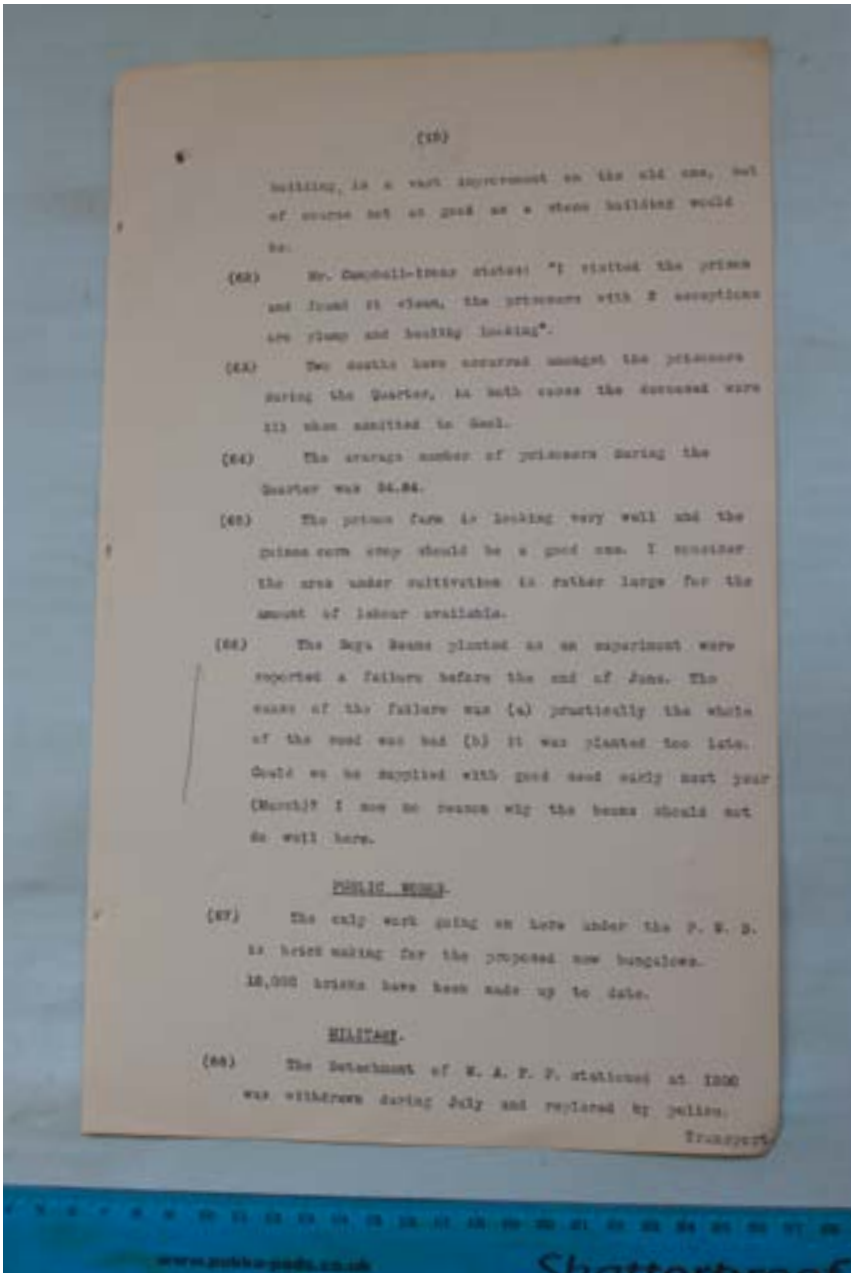 building, is a vast improvement on the old one, but
of course not as good as a stone building would
be.
(62) Mr. Campbell-Irons states: "I visited the prison
and found it clean, the prisoners with 2 exceptions
are plump and healthy looking".
(63) Two deaths have occurred amongst the prisoners
during the Quarter, in both cases the deceased were
ill when admitted to Gaol.
(64) The average number of prisoners during the
Quarter was 34.84.
(65) The prison farm is looking very well and the
guinea corn crop should be a good one. I consider
the area under cultivation is rather large for the
amount of labour available.
(66) The Soya Beans planted as an experiment were
reported a failure before the end of June. The
cause of the failure was (a) practically the whole
of the seed was bad (b) it was planted too late.
Could we be supplied with good seed early next year
(March)? I see no reason why the beans should not
do well here.
PUBLIC WORKS.
(67) The only work going on here under the P. W. D.
is brick making for the proposed new bungalows.
18,000 bricks have been made up to date.
MILITARY.
(68) The Detachment of W. A. F. F. stationed at
was withdrawn during July and replaced by police.
Transport
www.pukka-pads.co.uk
Shatterproof